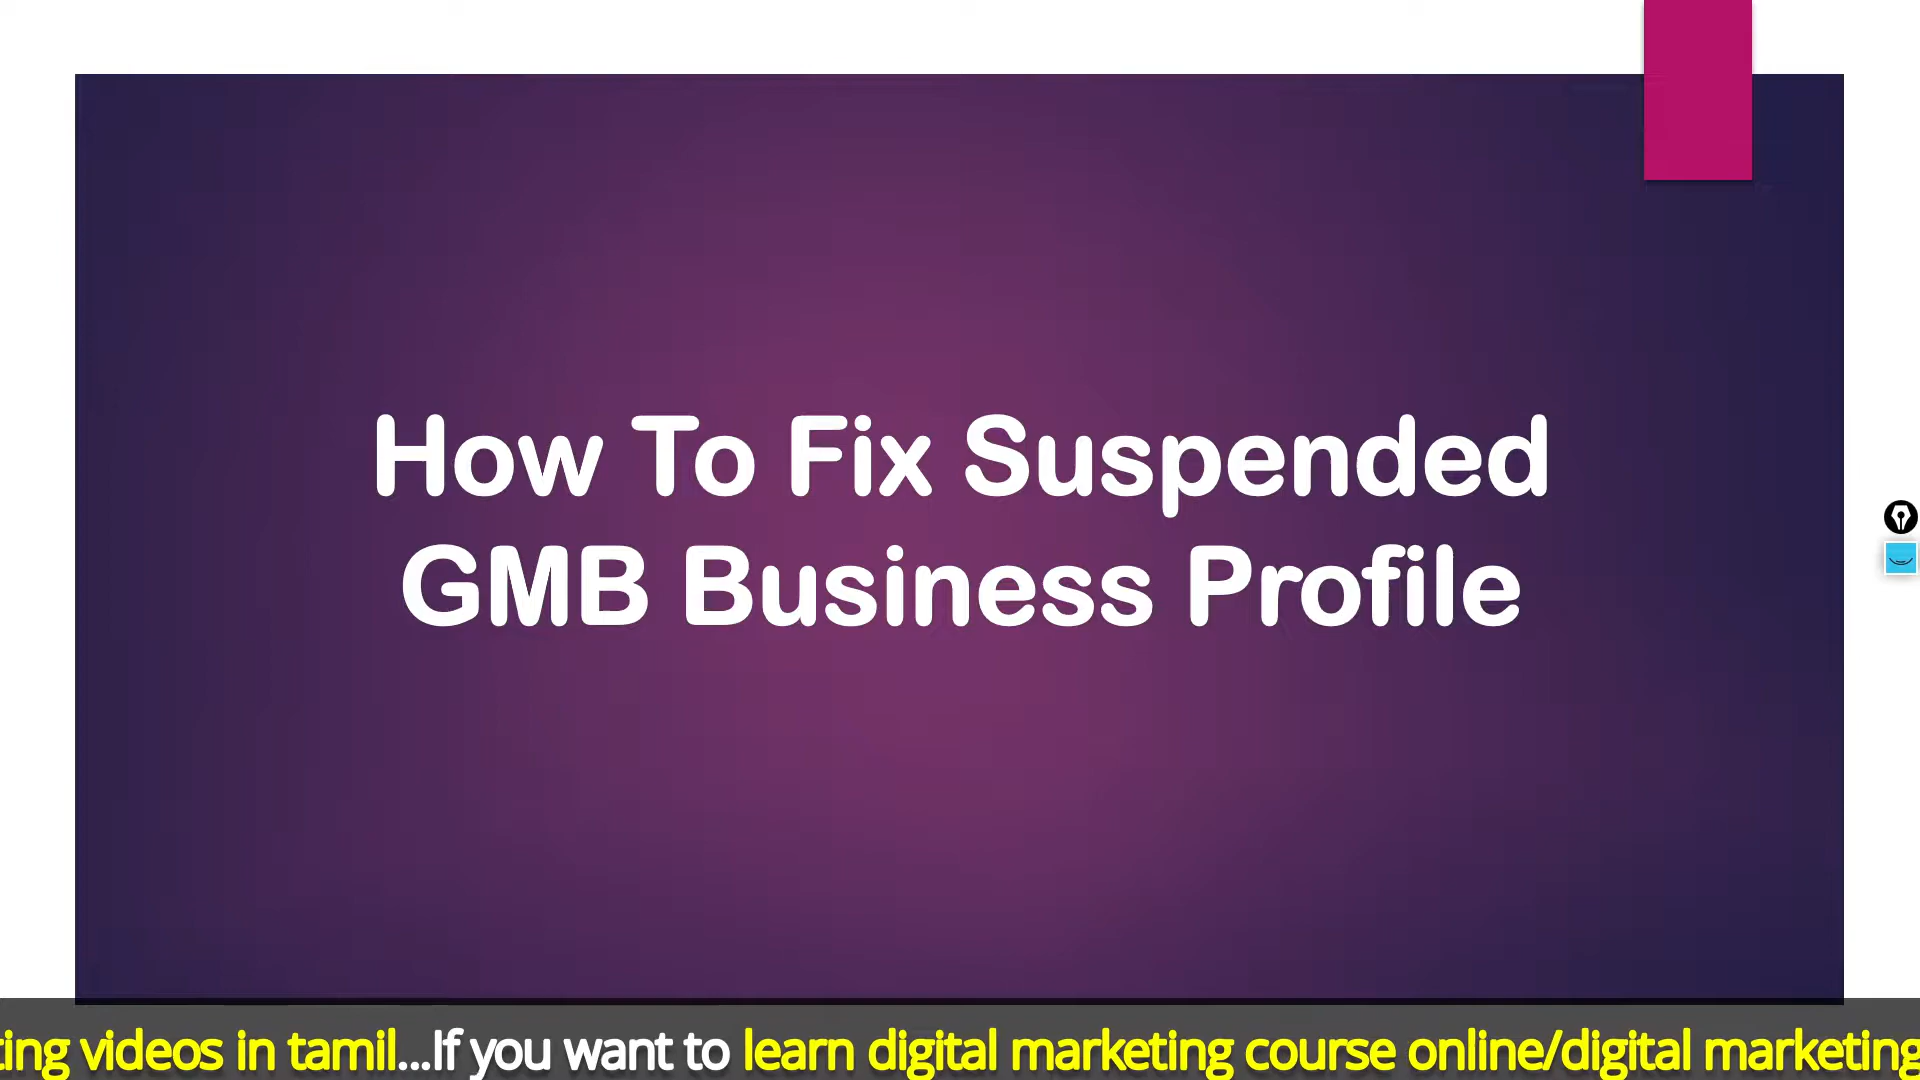 How To Fix Suspended
GMB Business Profile
videos in tamil...If you want to learn digital marketing course online/digital marketing